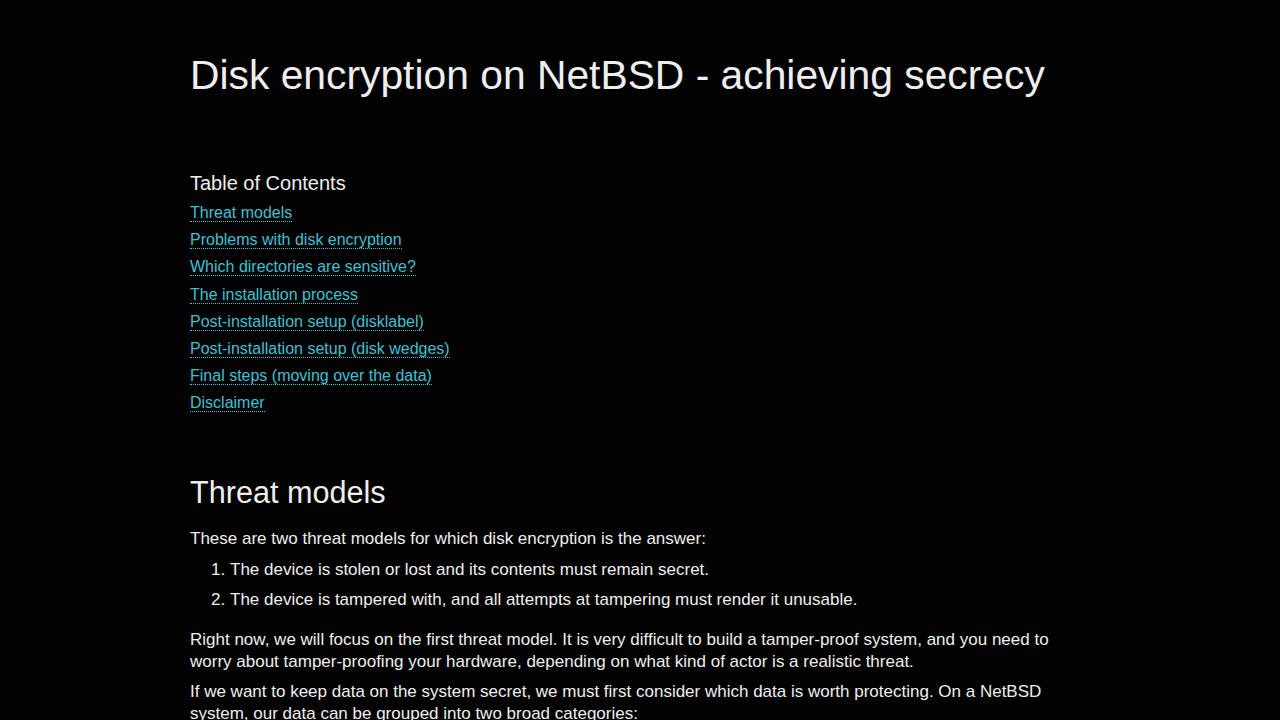 Disk encryption on NetBSD - achieving secrecy
Table of Contents
Threat models
Problems with disk encryption
Which directories are sensitive?
The installation process
Post-installation setup (disklabel)
Post-installation setup (disk wedges)
Final steps (moving over the data)
Disclaimer
Threat models
These are two threat models for which disk encryption is the answer:
1. The device is stolen or lost and its contents must remain secret.
2. The device is tampered with, and all attempts at tampering must render it unusable.
Right now, we will focus on the first threat model. It is very difficult to build a tamper-proof system, and you need to
worry about tamper-proofing your hardware, depending on what kind of actor is a realistic threat.
If we want to keep data on the system secret, we must first consider which data is worth protecting. On a NetBSD
system, our data can be grouped into two broad categories: